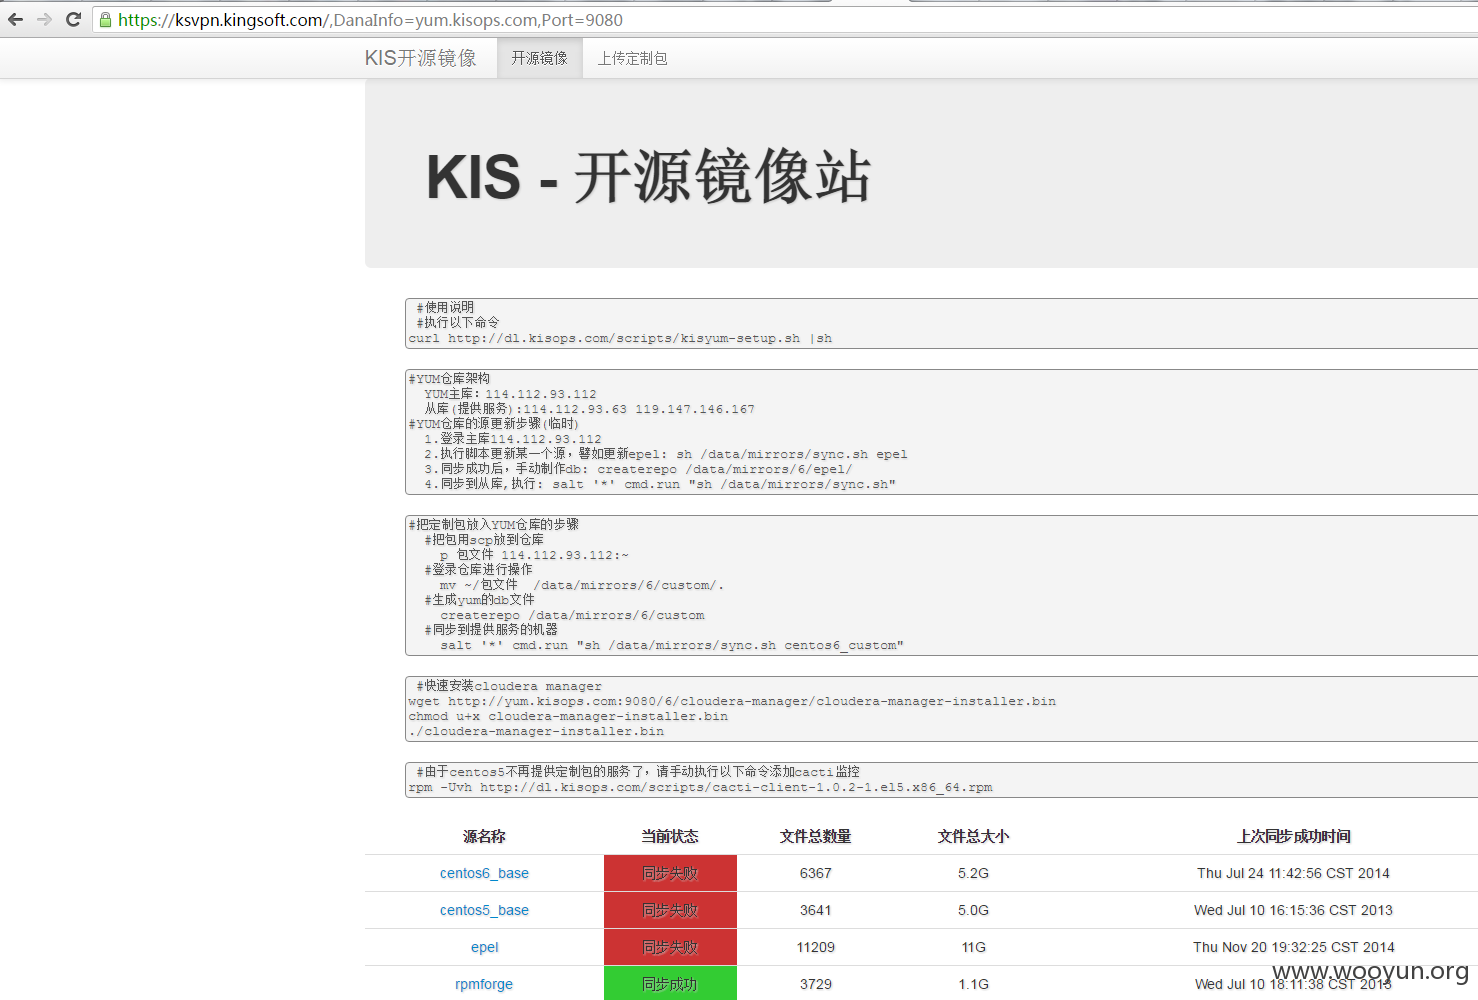 https://ksvpn.kingsoft.com/,DanaInfo=yum.kisops.com,Port=9080
KIS开源镜像 开源镜像 上传定制包
KIS - 开源镜像站
#使用说明
#执行以下命令
curl http://dl.kisops.com/scripts/kisyum-setup.sh |sh
#YUM仓库架构
YUM主库: 114.112.93.112
从库(提供服务):114.112.93.63 119.147.146.167
#YUM仓库的源更新步骤(临时)
1.登录主库114.112.93.112
2.执行脚本更新某一个源，譬如更新epel: sh /data/mirrors/sync.sh epel
3.同步成功后，手动制作db: createrepo /data/mirrors/6/epel/
4.同步到从库,执行: salt '*' cmd.run "sh /data/mirrors/sync.sh"
#把定制包放入YUM仓库的步骤
#把包用scp放到仓库
p 包文件 114.112.93.112:~
#登录仓库进行操作
mv ~/包文件 /data/mirrors/6/custom/.
#生成yum的db文件
createrepo /data/mirrors/6/custom
#同步到提供服务的机器
salt '*' cmd.run "sh /data/mirrors/sync.sh centos6_custom"
#快速安装cloudera manager
wget http://yum.kisops.com:9080/6/cloudera-manager/cloudera-manager-installer.bin
chmod u+x cloudera-manager-installer.bin
./cloudera-manager-installer.bin
#由于centos5不再提供定制包的服务了，请手动执行以下命令添加cacti监控
rpm -Uvh http://dl.kisops.com/scripts/cacti-client-1.0.2-1.el5.x86_64.rpm
源名称 当前状态 文件总数量 文件总大小 上次同步成功时间
centos6_base 同步失败 6367 5.2G Thu Jul 24 11:42:56 CST 2014
centos5_base 同步失败 3641 5.0G Wed Jul 10 16:15:36 CST 2013
epel 同步失败 11209 11G Thu Nov 20 19:32:25 CST 2014
rpmforge 同步成功 3729 1.1G Wed Jul 10 18:11:38 CST 2013
www.wooyun.org